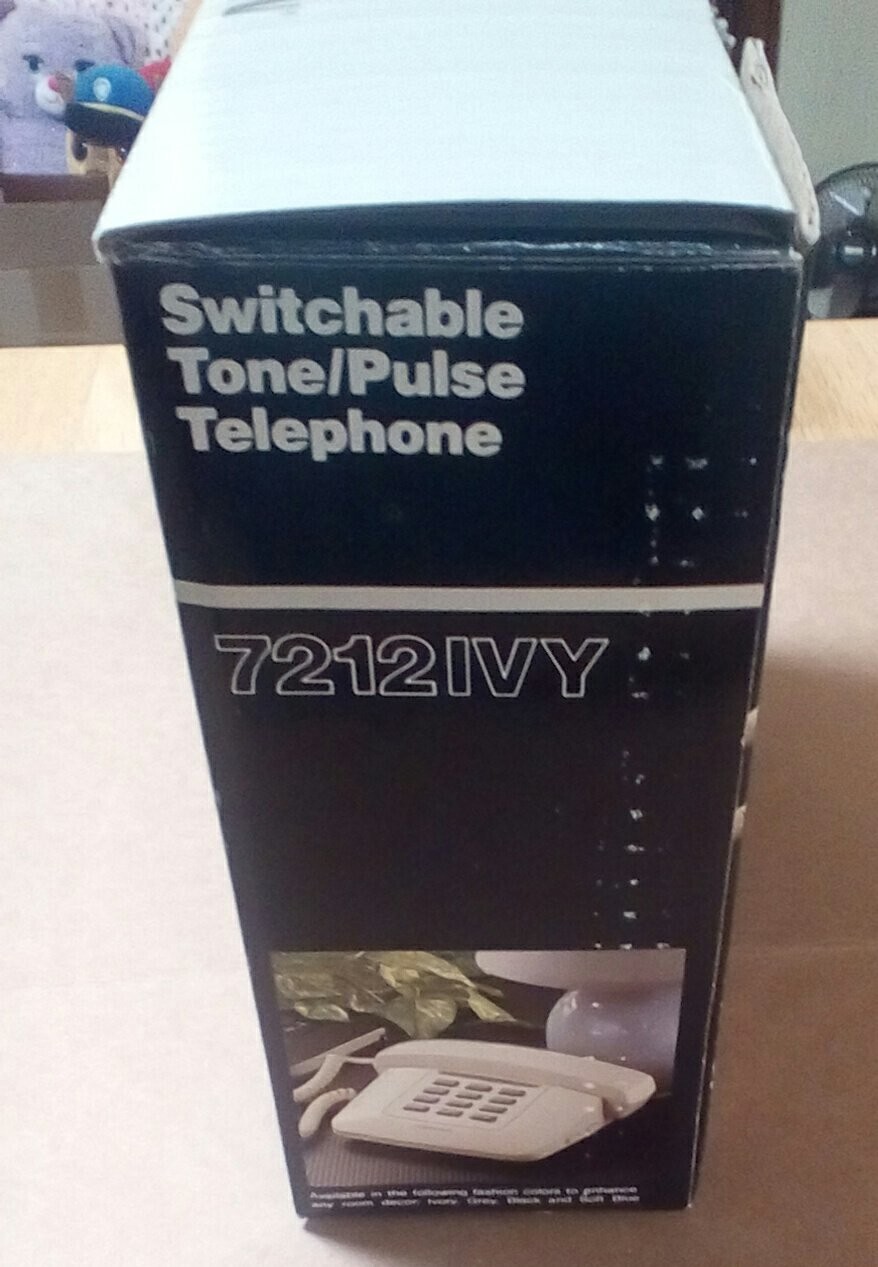 Switchable
Tone/Pulse
Telephone
7212IVY
Available in the following fashion colors to enhance
any room decor: Ivory, Grey, Black and Soft Blue